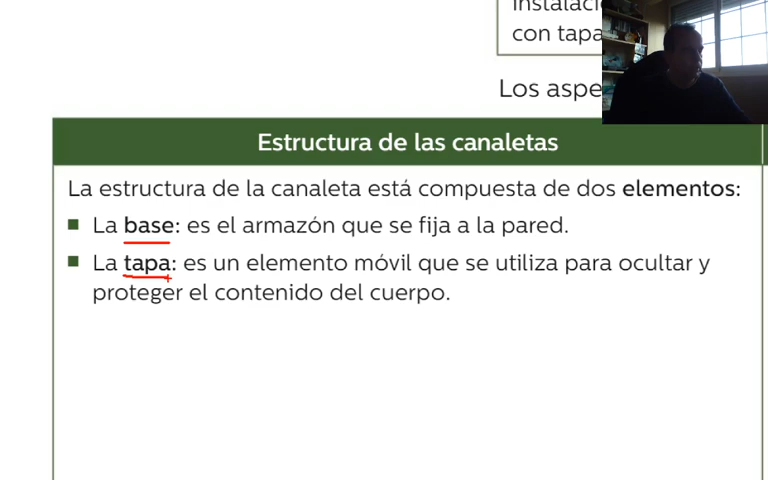 con tapa
Los aspe
Estructura de las canaletas
La estructura de la canaleta está compuesta de dos elementos:
La base: es el armazón que se fija a la pared.
La tapa: es un elemento móvil que se utiliza para ocultar y
proteger el contenido del cuerpo.